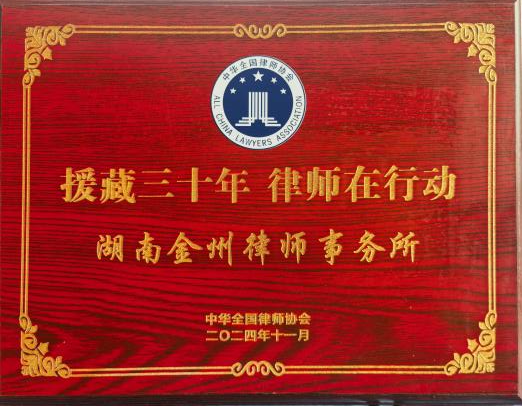 中华全国律师协会
ALL CHINA LAWYERS ASSOCIATION
援藏三十年 律师在行动
湖南金州律师事务所
中华全国律师协会
二〇二四年十一月